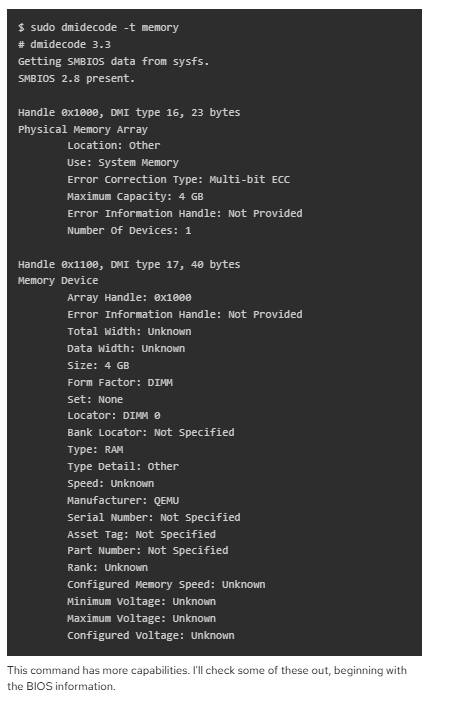 $ sudo dmidecode -t memory
# dmidecode 3.3
Getting SMBIOS data from sysfs.
SMBIOS 2.8 present.
Handle 0x1000, DMI type 16, 23 bytes
Physical Memory Array
Location: Other
Use: System Memory
Error Correction Type: Multi-bit ECC
Maximum Capacity: 4 GB
Error Information Handle: Not Provided
Number Of Devices: 1
Handle 0x1100, DMI type 17, 40 bytes
Memory Device
Array Handle: 0x1000
Error Information Handle: Not Provided
Total Width: Unknown
Data Width: Unknown
Size: 4 GB
Form Factor: DIMM
Set: None
Locator: DIMM 0
Bank Locator: Not Specified
Type: RAM
Type Detail: Other
Speed: Unknown
Manufacturer: QEMU
Serial Number: Not Specified
Asset Tag: Not Specified
Part Number: Not Specified
Rank: Unknown
Configured Memory Speed: Unknown
Minimum Voltage: Unknown
Maximum Voltage: Unknown
Configured Voltage: Unknown
This command has more capabilities. I'll check some of these out, beginning with
the BIOS information.